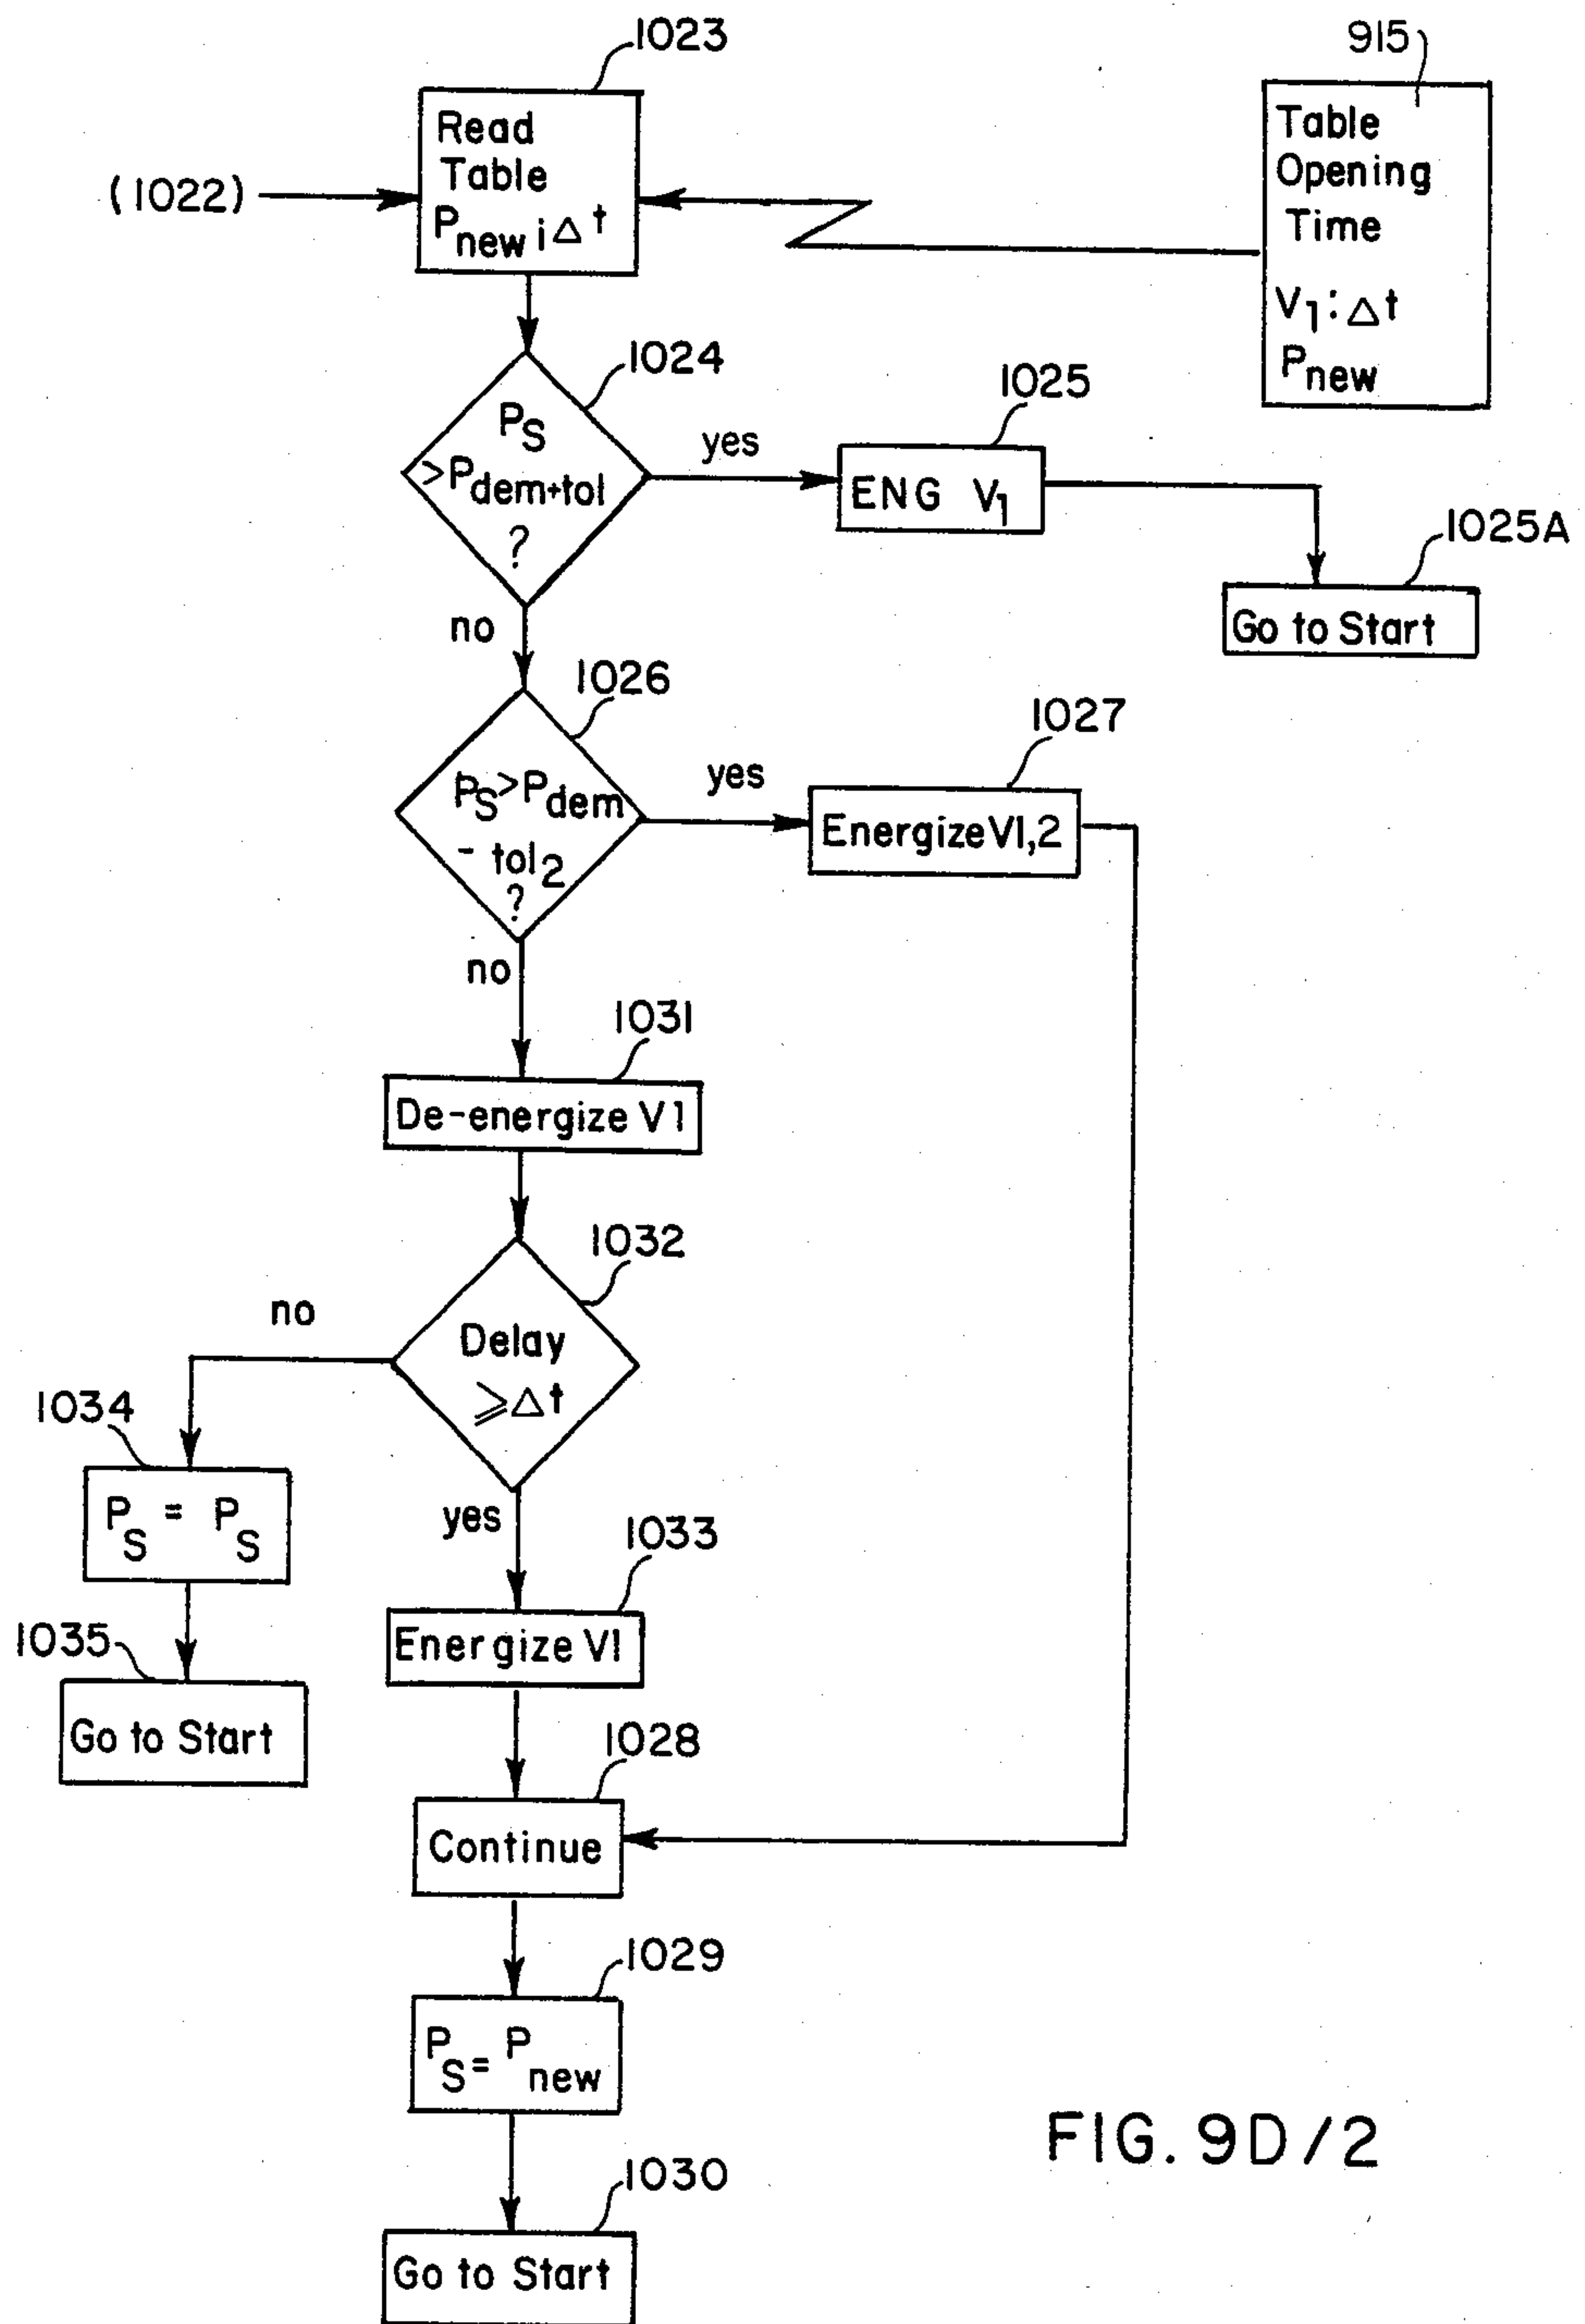 1023
915
Read
Table
P_new i Δt
(1022)
Table
Opening
Time
V1: Δt
P_new
1024
P_S
>P_dem+tol
?
yes
1025
ENG V1
1025A
Go to Start
no
1026
P_S>P_dem
- tol_2
?
yes
1027
Energize V1,2
no
1031
De-energize V1
1032
Delay
⩾Δt
no
1034
P_S = P_S
1035
Go to Start
yes
1033
Energize V1
1028
Continue
1029
P_S = P_new
1030
Go to Start
FIG. 9D/2